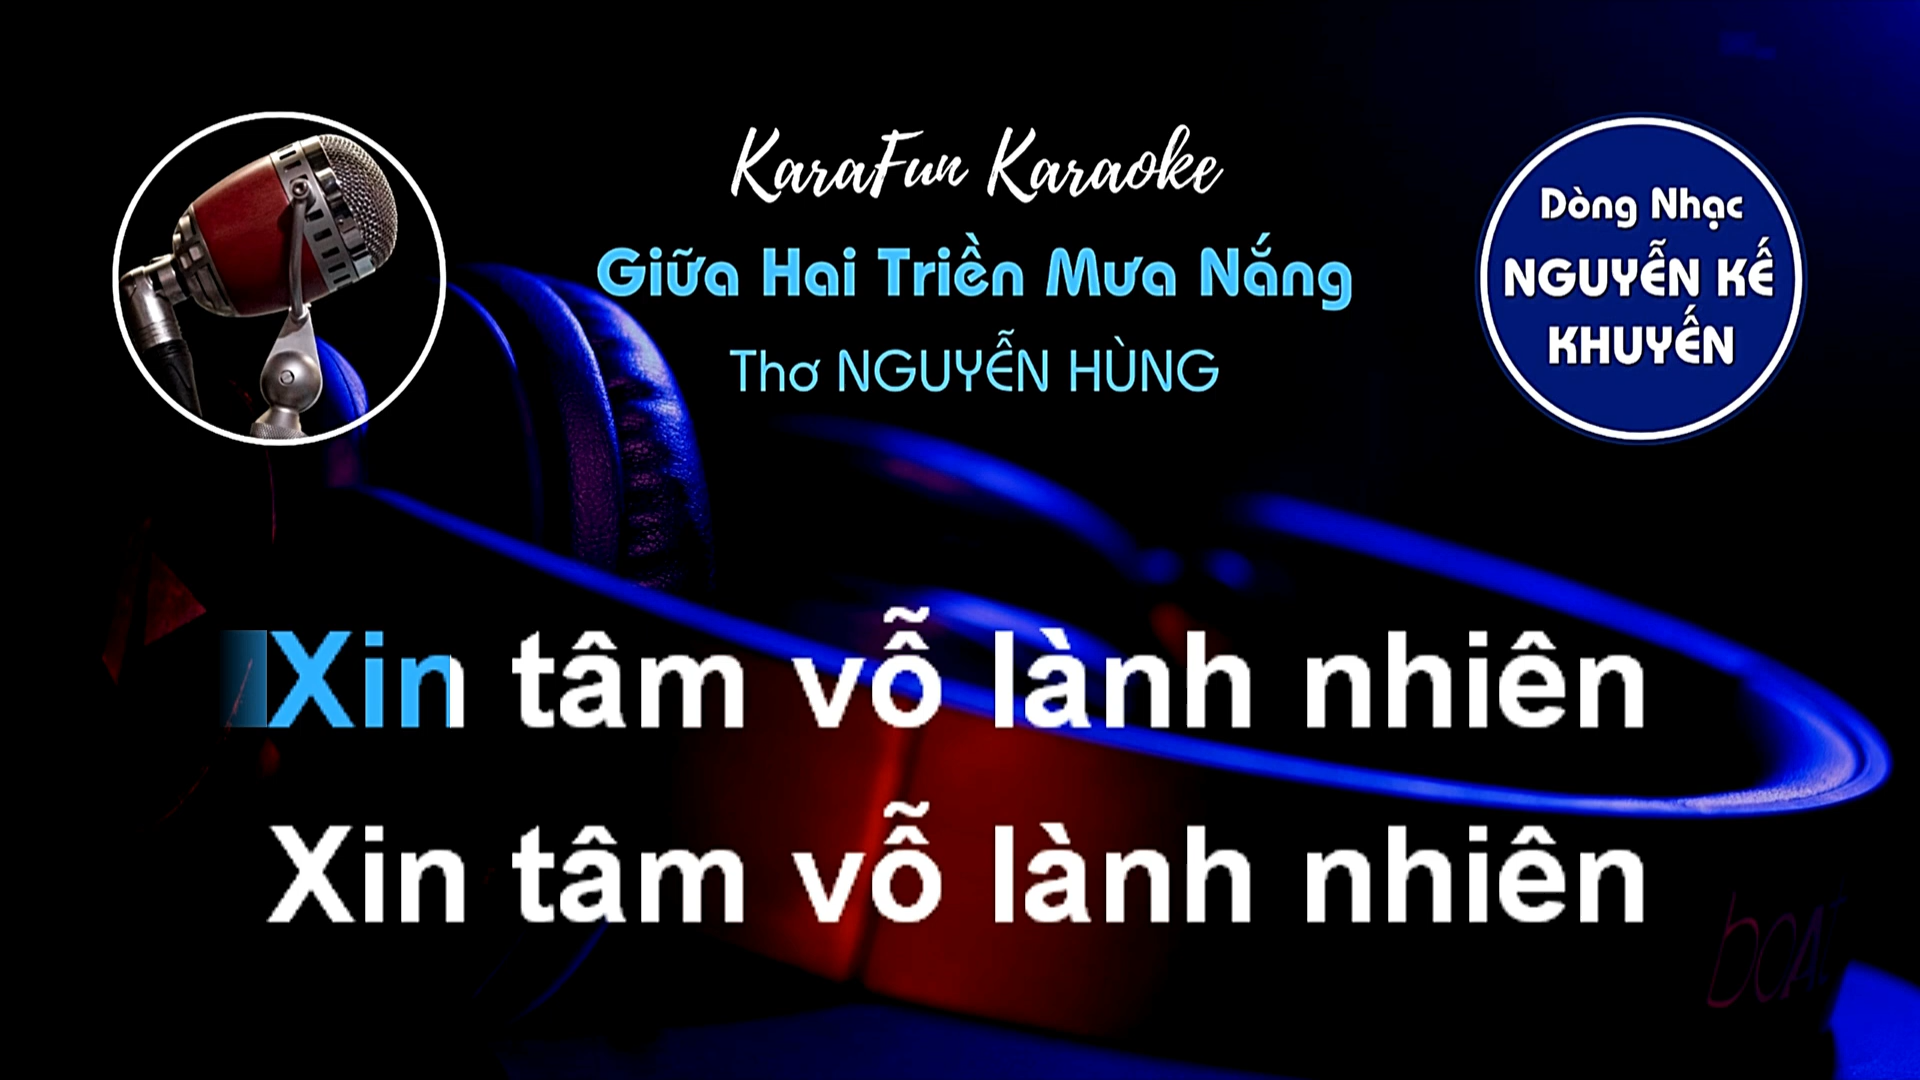 KaraFun Karaoke
Giữa Hai Triền Mưa Nắng
Thơ NGUYỄN HÙNG
Dòng Nhạc
NGUYỄN KẾ
KHUYẾN
Xin tâm vỗ lành nhiên
Xin tâm vỗ lành nhiên